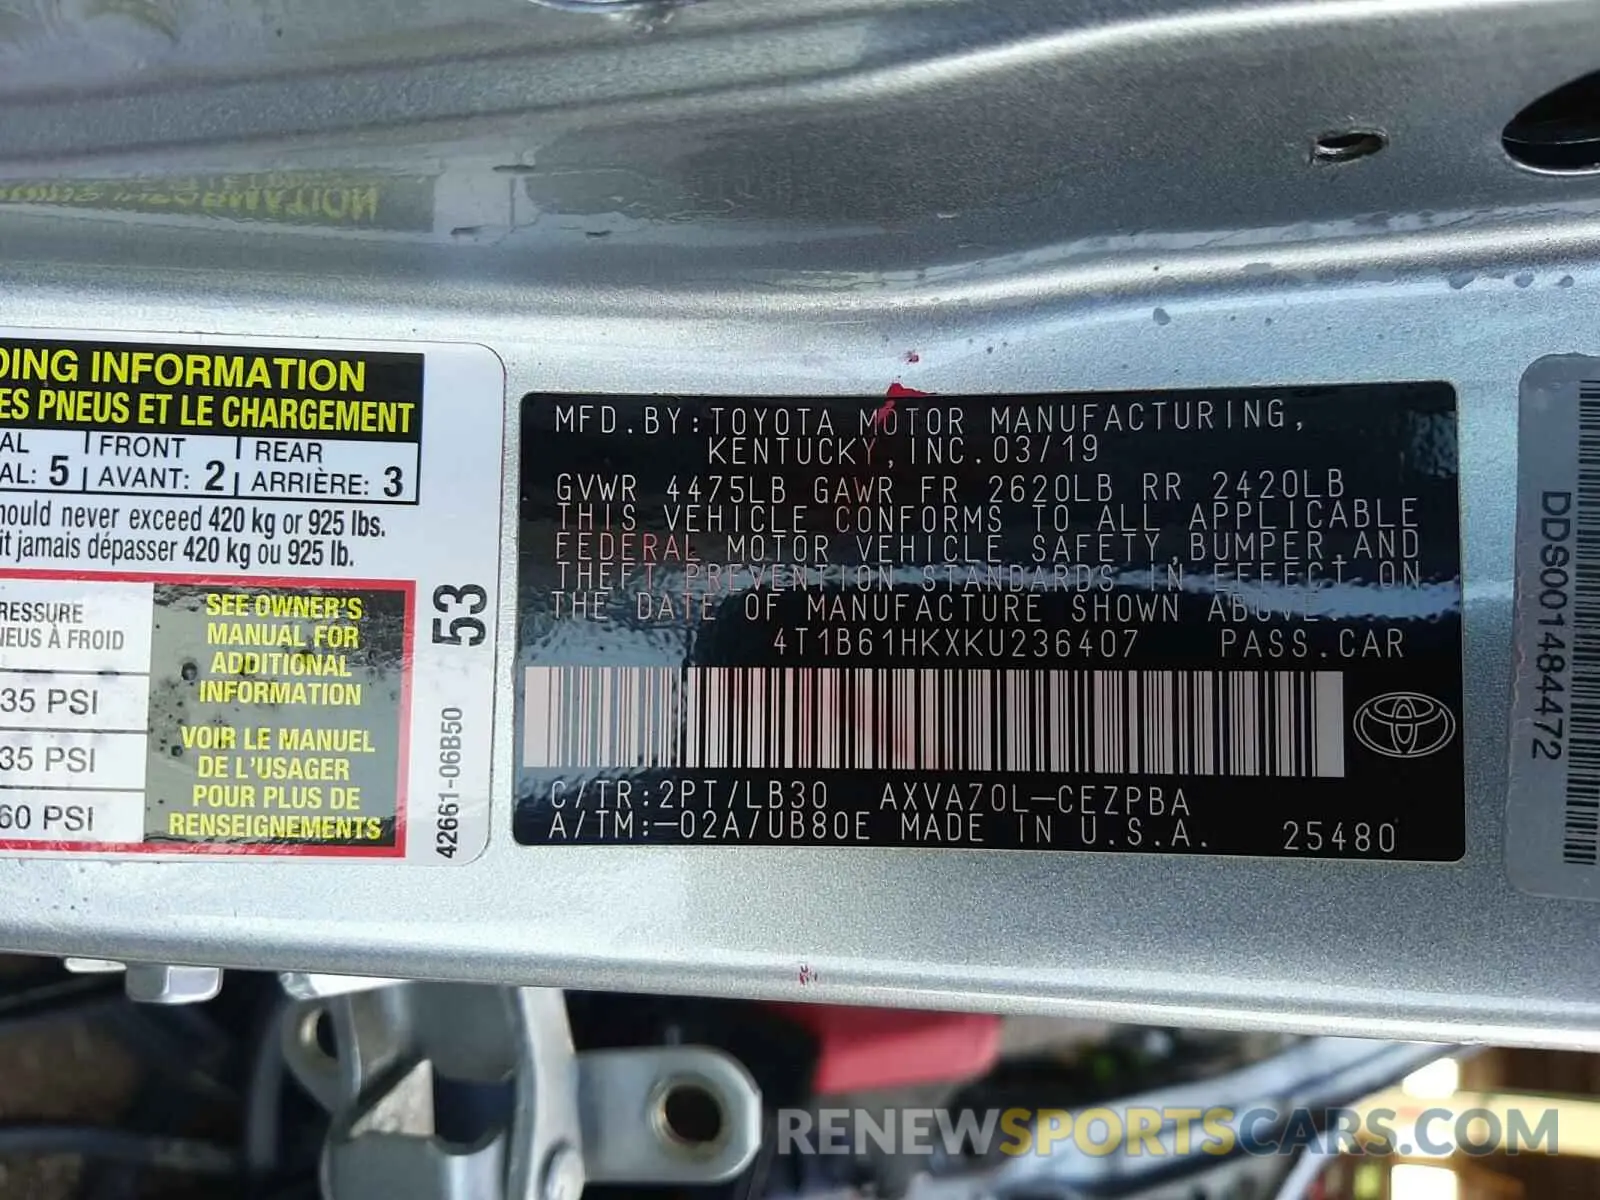 DING INFORMATION
ES PNEUS ET LE CHARGEMENT
AL FRONT REAR
AL: 5 AVANT: 2 ARRIÈRE: 3
hould never exceed 420 kg or 925 lbs.
it jamais dépasser 420 kg ou 925 lb.
RESSURE
NEUS À FROID
35 PSI
35 PSI
60 PSI
SEE OWNER'S
MANUAL FOR
ADDITIONAL
INFORMATION
VOIR LE MANUEL
DE L'USAGER
POUR PLUS DE
RENSEIGNEMENTS
53
42661-06B50
MFD.BY:TOYOTA MOTOR MANUFACTURING,
KENTUCKY,INC.03/19
GVWR 4475LB GAWR FR 2620LB RR 2420LB
THIS VEHICLE CONFORMS TO ALL APPLICABLE
FEDERAL MOTOR VEHICLE SAFETY,BUMPER,AND
THEFT PREVENTION STANDARDS IN EFFECT ON
THE DATE OF MANUFACTURE SHOWN ABOVE.
4T1B61HKXKU236407 PASS.CAR
C/TR:2PT/LB30 AXVA70L-CEZPBA
A/TM:-02A/UB80E MADE IN U.S.A. 25480
DDS001484472
RENEWSPORTSCARS.COM